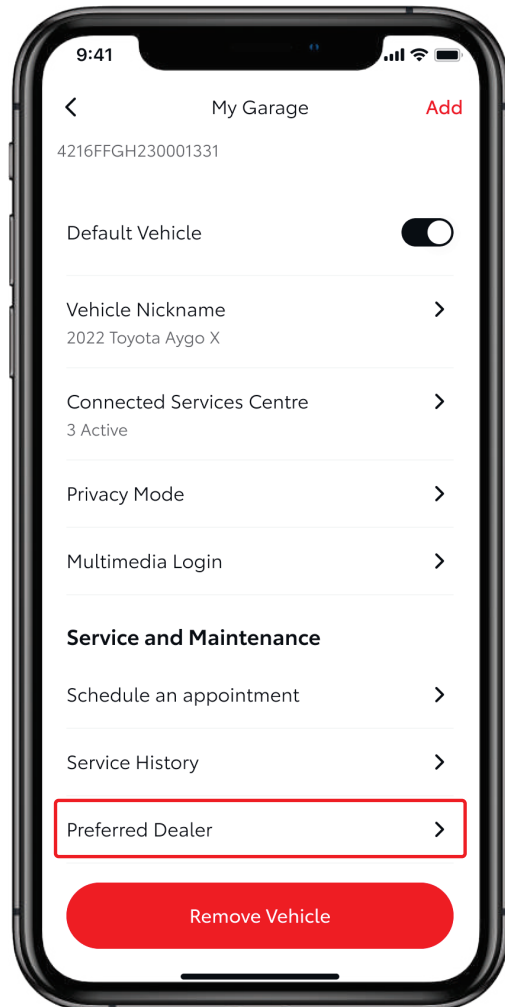 9:41
My Garage Add
4216FFGH230001331
Default Vehicle
Vehicle Nickname
2022 Toyota Aygo X
Connected Services Centre
3 Active
Privacy Mode
Multimedia Login
Service and Maintenance
Schedule an appointment
Service History
Preferred Dealer
Remove Vehicle